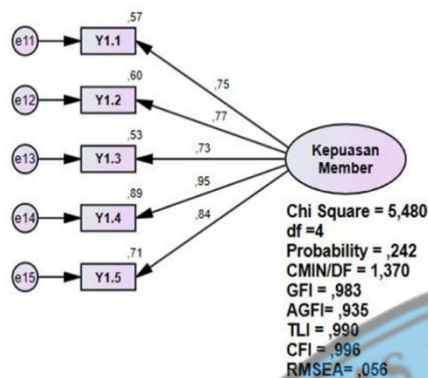 ,57
e11 Y1.1
,75
,60
e12 Y1.2
,77
,53
e13 Y1.3
,73
,89
e14 Y1.4
,95
,71
e15 Y1.5
,84
Kepuasan
Member
Chi Square = 5,480
df =4
Probability = ,242
CMIN/DF = 1,370
GFI = ,983
AGFI= ,935
TLI = ,990
CFI = ,996
RMSEA= ,056